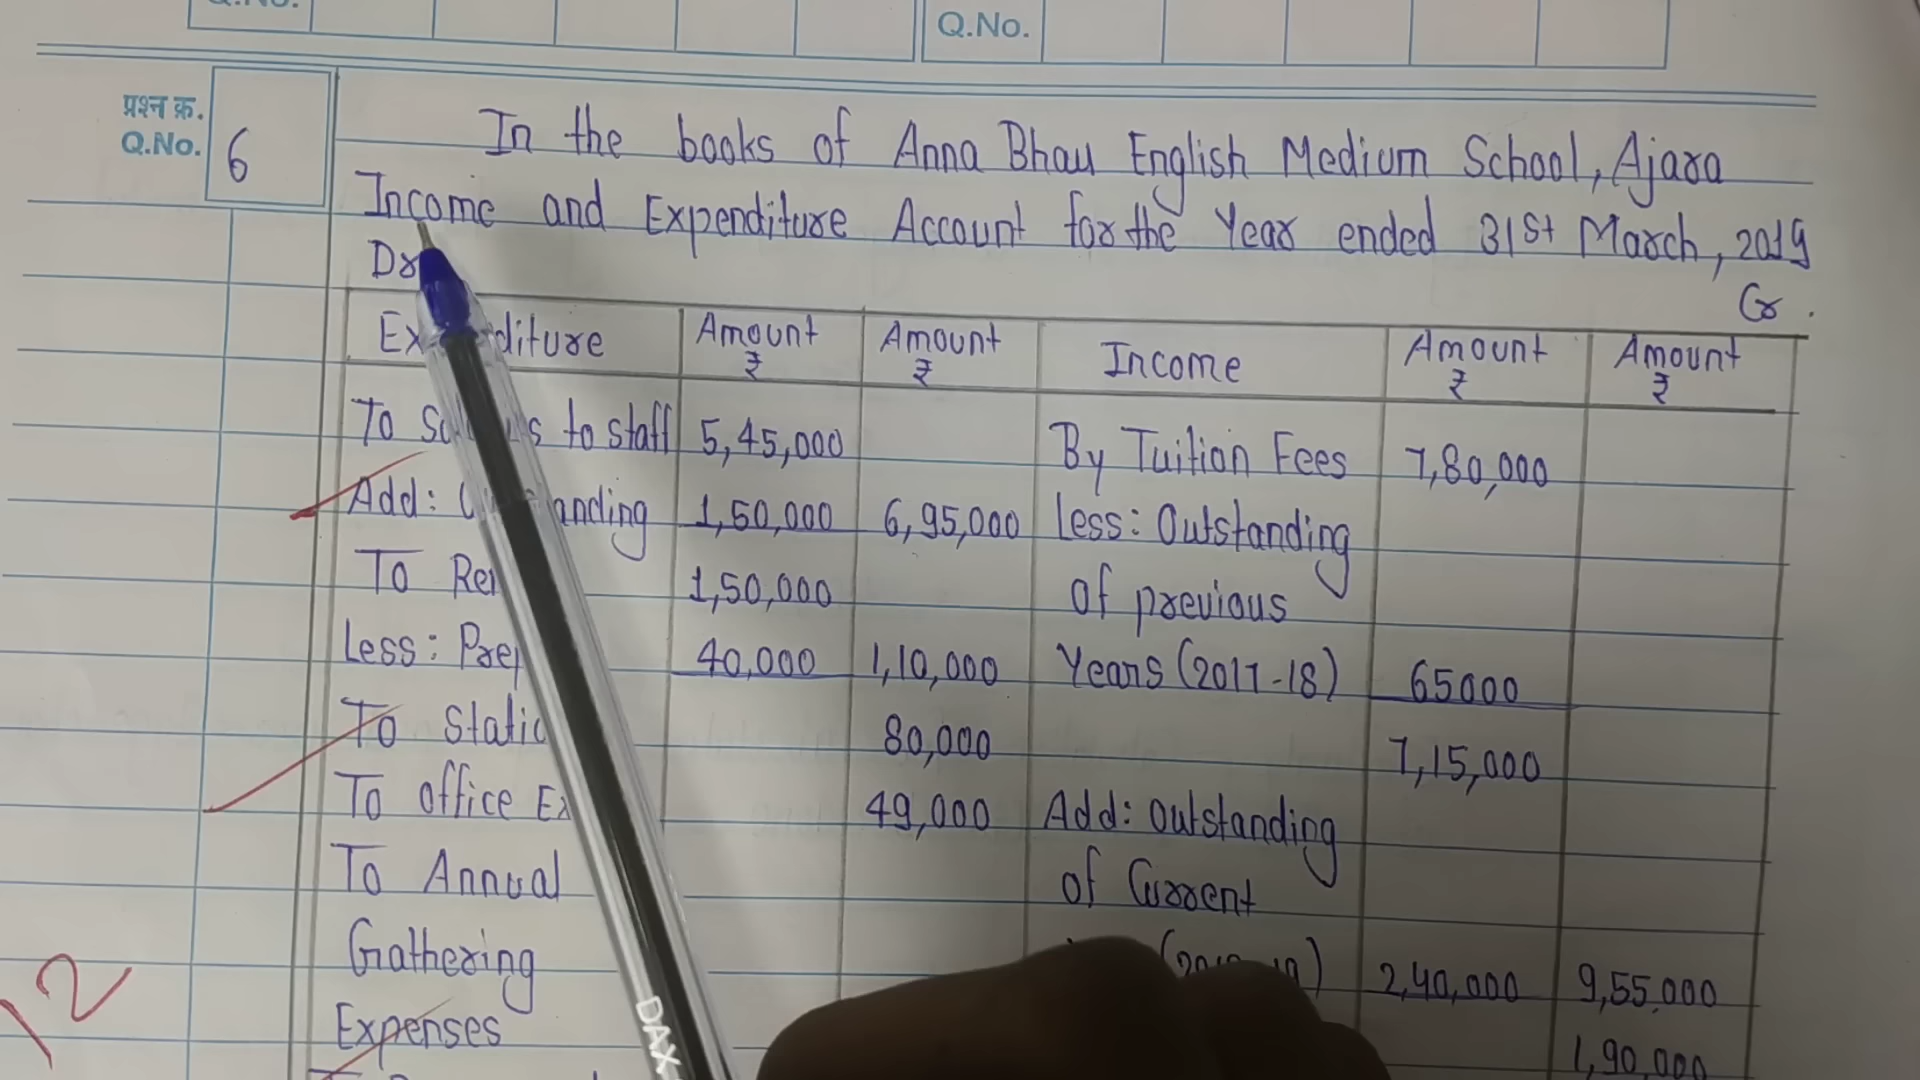 Q.No.
प्रश्न क्र.
Q.No. 6
In the books of Anna Bhau English Medium School, Ajara
Income and Expenditure Account for the Year ended 31st March, 2019
Dr
Cr.
Amount ₹ Amount ₹ Income Amount ₹ Amount ₹
To to staff 5,45,000 By Tuition Fees 7,80,000
Add: 1,50,000 6,95,000 Less: Outstanding
To 1,50,000 of previous
Less: 40,000 1,10,000 Years (2017-18) 65000
To 80,000 7,15,000
To office 49,000 Add: Outstanding
To Annual of Current
Gathering 2,40,000 9,55,000
Expenses 1,90,000
12
DAX